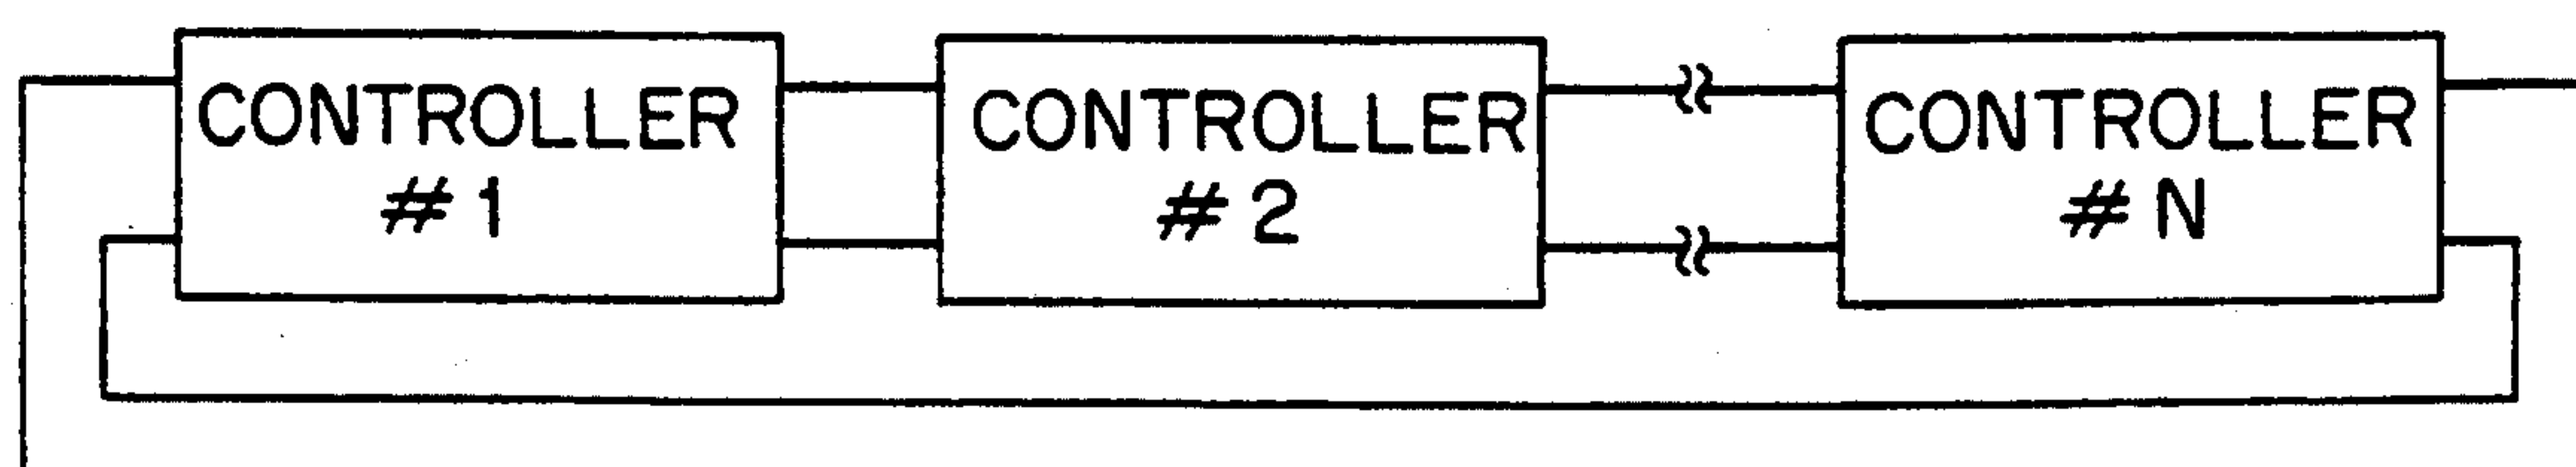 CONTROLLER
# 1
CONTROLLER
# 2
CONTROLLER
# N